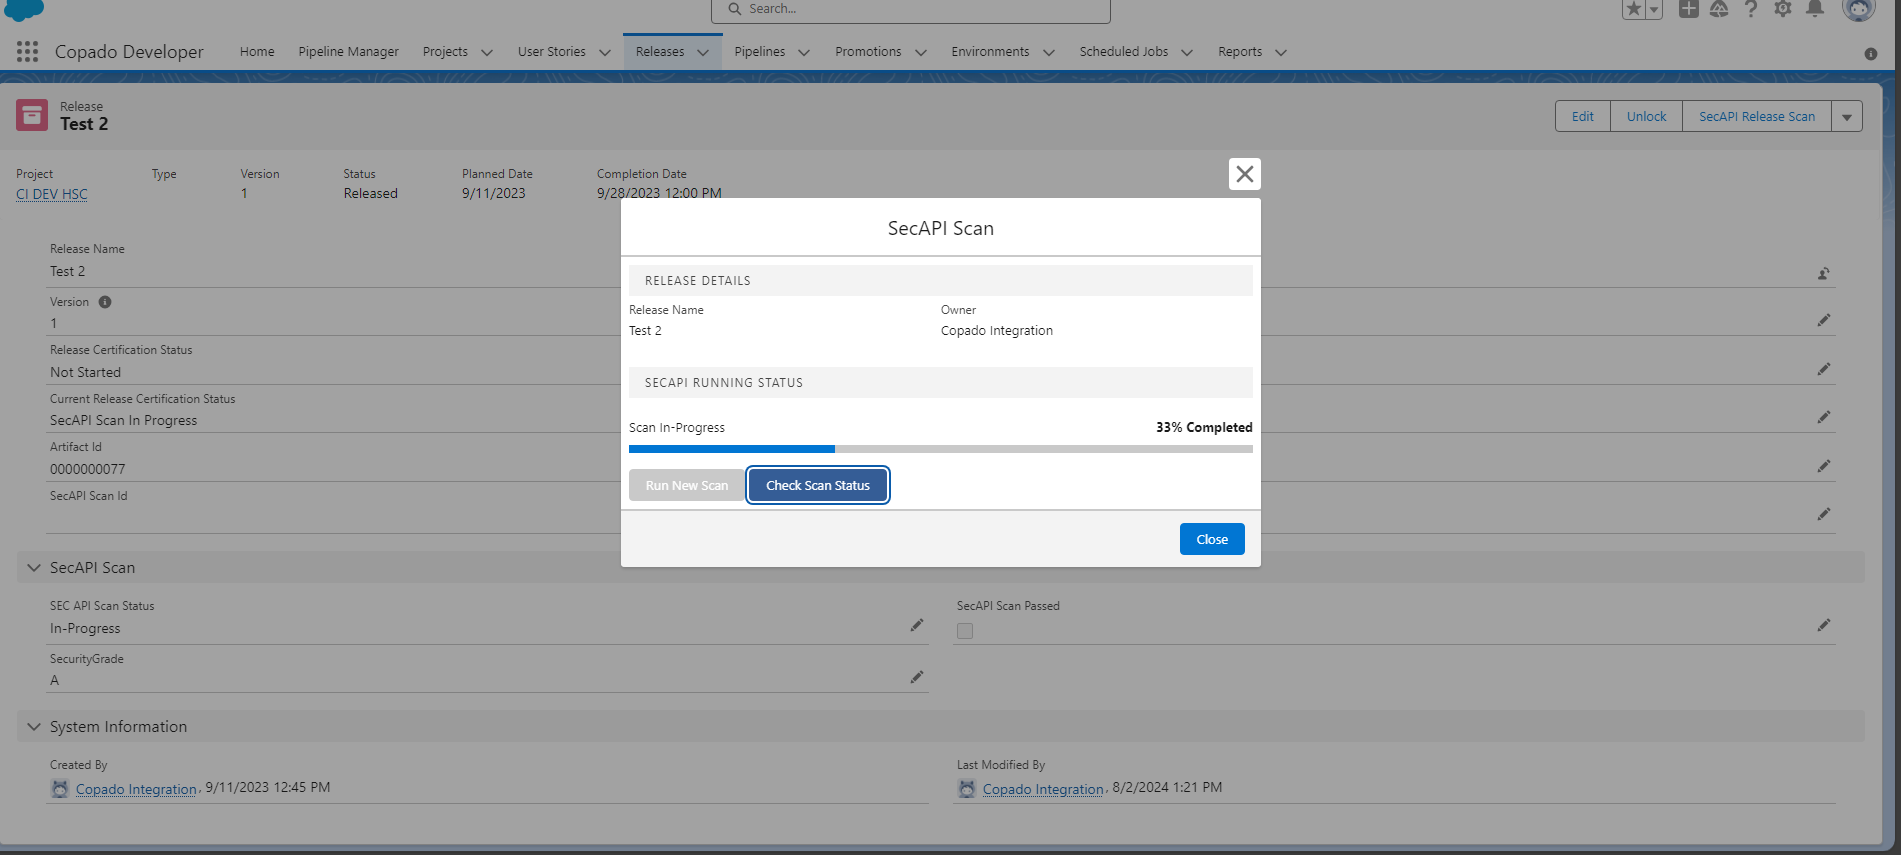 Search...
Copado Developer Home Pipeline Manager Projects User Stories Releases Pipelines Promotions Environments Scheduled Jobs Reports
Release
Test 2
Edit Unlock SecAPI Release Scan
Project Type Version Status Planned Date Completion Date
CI DEV HSC 1 Released 9/11/2023 9/28/2023 12:00 PM
Release Name
Test 2
Version
1
Release Certification Status
Not Started
Current Release Certification Status
SecAPI Scan In Progress
Artifact Id
0000000077
SecAPI Scan Id
SecAPI Scan
RELEASE DETAILS
Release Name Owner
Test 2 Copado Integration
SECAPI RUNNING STATUS
Scan In-Progress 33% Completed
Run New Scan Check Scan Status
Close
SecAPI Scan
SEC API Scan Status SecAPI Scan Passed
In-Progress
SecurityGrade
A
System Information
Created By Last Modified By
Copado Integration, 9/11/2023 12:45 PM Copado Integration, 8/2/2024 1:21 PM